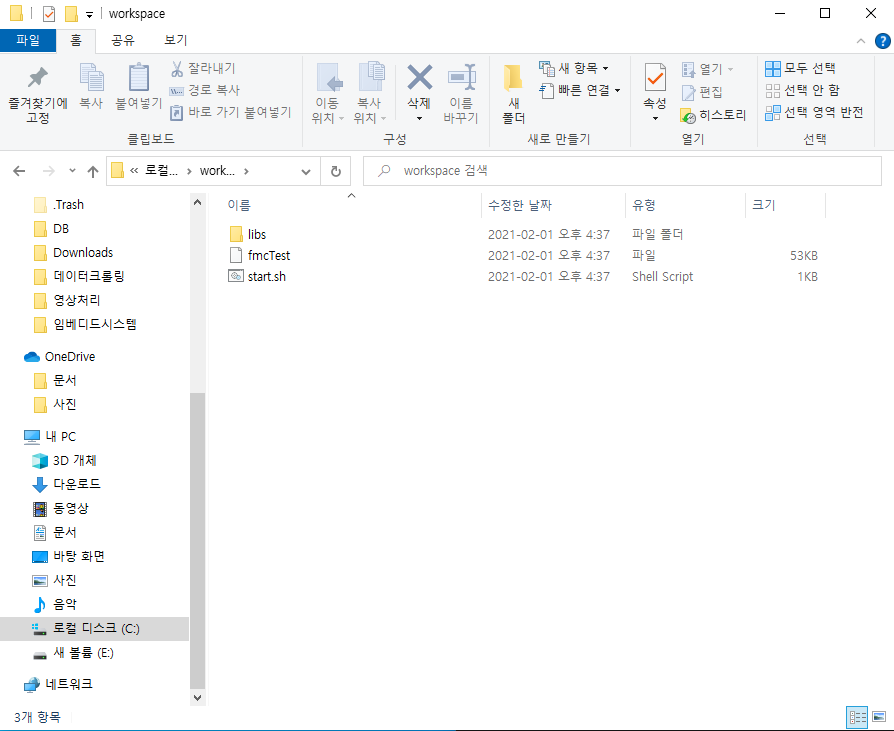 workspace
파일 홈 공유 보기
즐겨찾기에 고정
복사
붙여넣기
잘라내기
경로 복사
바로 가기 붙여넣기
클립보드
이동 위치
복사 위치
삭제
이름 바꾸기
구성
새 폴더
새 항목
빠른 연결
새로 만들기
속성
열기
편집
히스토리
열기
모두 선택
선택 안 함
선택 영역 반전
선택
« 로컬... › work... ›
workspace 검색
.Trash
DB
Downloads
데이터크롤링
영상처리
임베디드시스템
OneDrive
문서
사진
내 PC
3D 개체
다운로드
동영상
문서
바탕 화면
사진
음악
로컬 디스크 (C:)
새 볼륨 (E:)
네트워크
이름 수정한 날짜 유형 크기
libs 2021-02-01 오후 4:37 파일 폴더
fmcTest 2021-02-01 오후 4:37 파일 53KB
start.sh 2021-02-01 오후 4:37 Shell Script 1KB
3개 항목